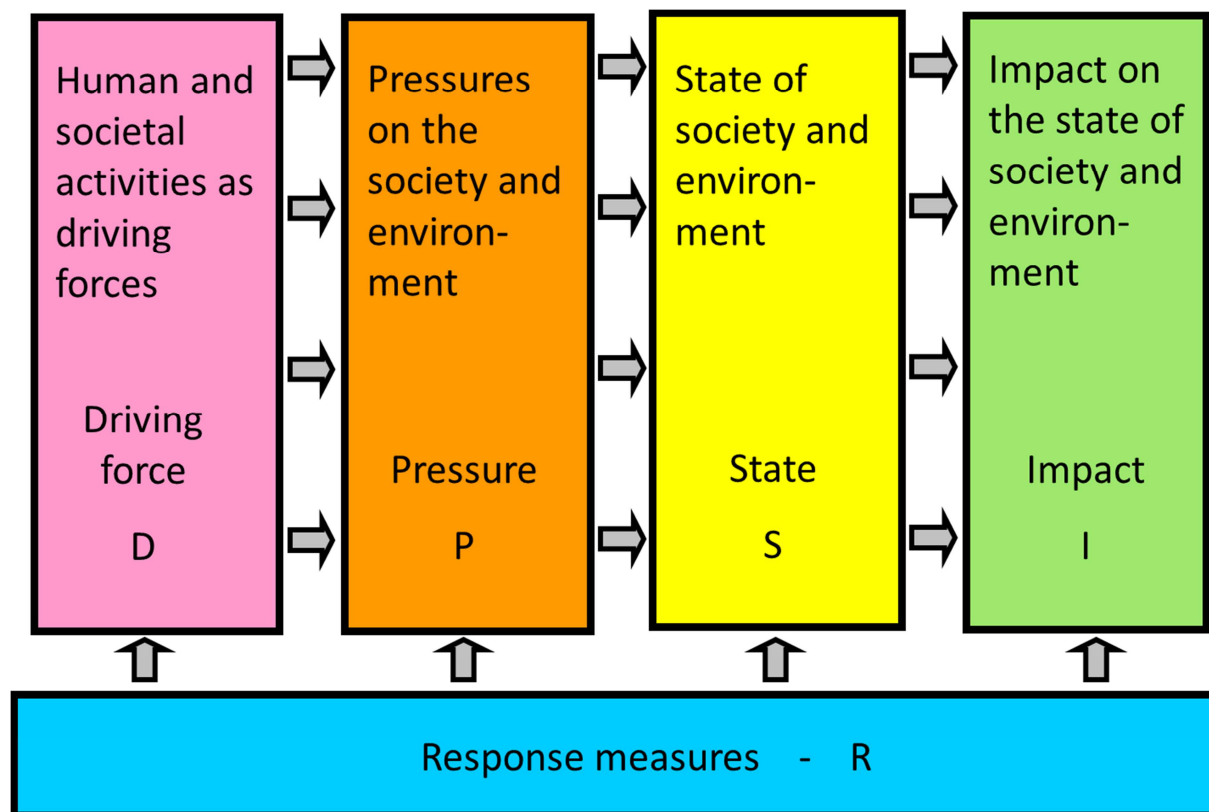 Human and
societal
activities as
driving
forces
Driving
force
D
Pressures
on the
society and
environ-
ment
Pressure
P
State of
society and
environ-
ment
State
S
Impact on
the state of
society and
environ-
ment
Impact
I
Response measures - R